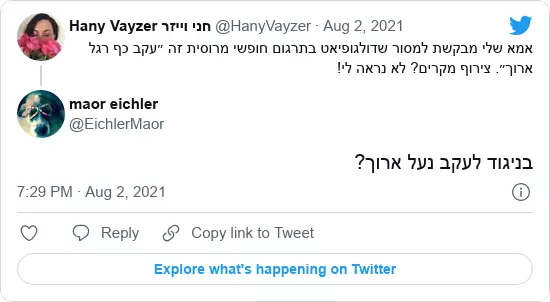 Hany Vayzer חני וייזר @HanyVayzer · Aug 2, 2021
אמא שלי מבקשת למסור שדולגופיאט בתרגום חופשי מרוסית זה ״עקב כף רגל
ארוך״. צירוף מקרים? לא נראה לי!
maor eichler
@EichlerMaor
בניגוד לעקב נעל ארוך?
7:29 PM · Aug 2, 2021
Reply
Copy link to Tweet
Explore what's happening on Twitter